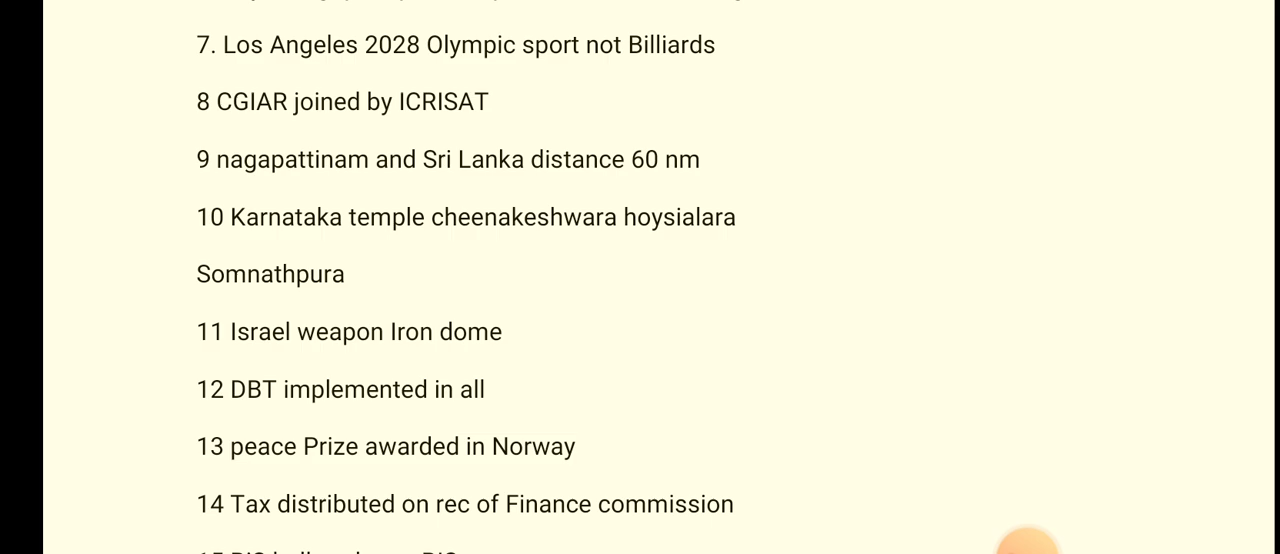 7. Los Angeles 2028 Olympic sport not Billiards
8 CGIAR joined by ICRISAT
9 nagapattinam and Sri Lanka distance 60 nm
10 Karnataka temple cheenakeshwara hoysialara
Somnathpura
11 Israel weapon Iron dome
12 DBT implemented in all
13 peace Prize awarded in Norway
14 Tax distributed on rec of Finance commission